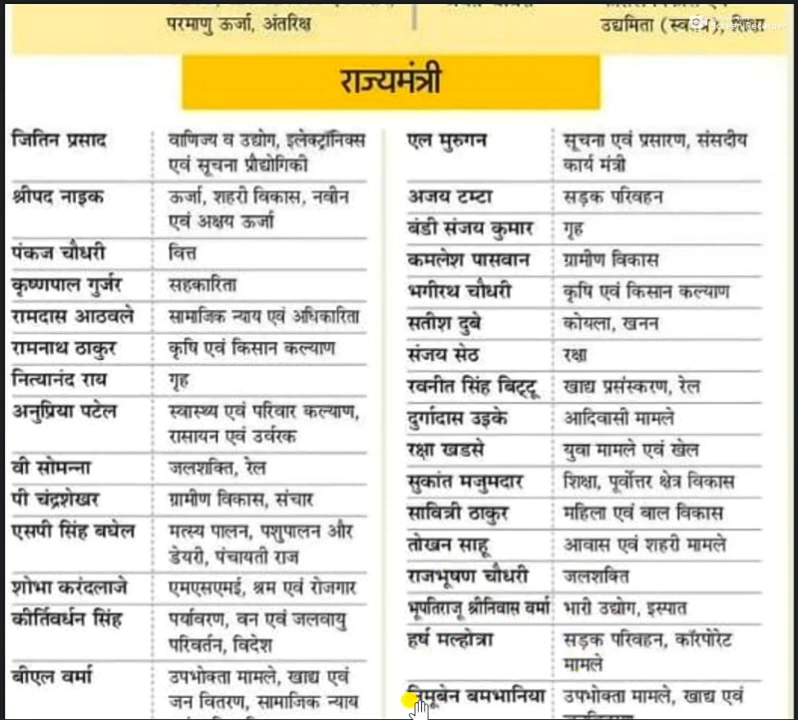 परमाणु ऊर्जा, अंतरिक्ष
उद्यमिता (स्व०प्र०), शिक्षा
राज्यमंत्री
जितिन प्रसाद वाणिज्य व उद्योग, इलेक्ट्रॉनिक्स
एवं सूचना प्रौद्योगिकी
श्रीपद नाइक ऊर्जा, शहरी विकास, नवीन
एवं अक्षय ऊर्जा
पंकज चौधरी वित्त
कृष्णपाल गुर्जर सहकारिता
रामदास आठवले सामाजिक न्याय एवं अधिकारिता
रामनाथ ठाकुर कृषि एवं किसान कल्याण
नित्यानंद राय गृह
अनुप्रिया पटेल स्वास्थ्य एवं परिवार कल्याण,
रासायन एवं उर्वरक
वी सोमन्ना जलशक्ति, रेल
पी चंद्रशेखर ग्रामीण विकास, संचार
एसपी सिंह बघेल मत्स्य पालन, पशुपालन और
डेयरी, पंचायती राज
शोभा करंदलाजे एमएसएमई, श्रम एवं रोजगार
कीर्तिवर्धन सिंह पर्यावरण, वन एवं जलवायु
परिवर्तन, विदेश
बीएल वर्मा उपभोक्ता मामले, खाद्य एवं
जन वितरण, सामाजिक न्याय
एल मुरुगन सूचना एवं प्रसारण, संसदीय
कार्य मंत्री
अजय टम्टा सड़क परिवहन
बंडी संजय कुमार गृह
कमलेश पासवान ग्रामीण विकास
भगीरथ चौधरी कृषि एवं किसान कल्याण
सतीश दुबे कोयला, खनन
संजय सेठ रक्षा
रवनीत सिंह बिट्टू खाद्य प्रसंस्करण, रेल
दुर्गादास उइके आदिवासी मामले
रक्षा खडसे युवा मामले एवं खेल
सुकांत मजुमदार शिक्षा, पूर्वोत्तर क्षेत्र विकास
सावित्री ठाकुर महिला एवं बाल विकास
तोखन साहू आवास एवं शहरी मामले
राजभूषण चौधरी जलशक्ति
भूपतिराजू श्रीनिवास वर्मा भारी उद्योग, इस्पात
हर्ष मल्होत्रा सड़क परिवहन, कॉरपोरेट
मामले
निमूबेन बमभानिया उपभोक्ता मामले, खाद्य एवं